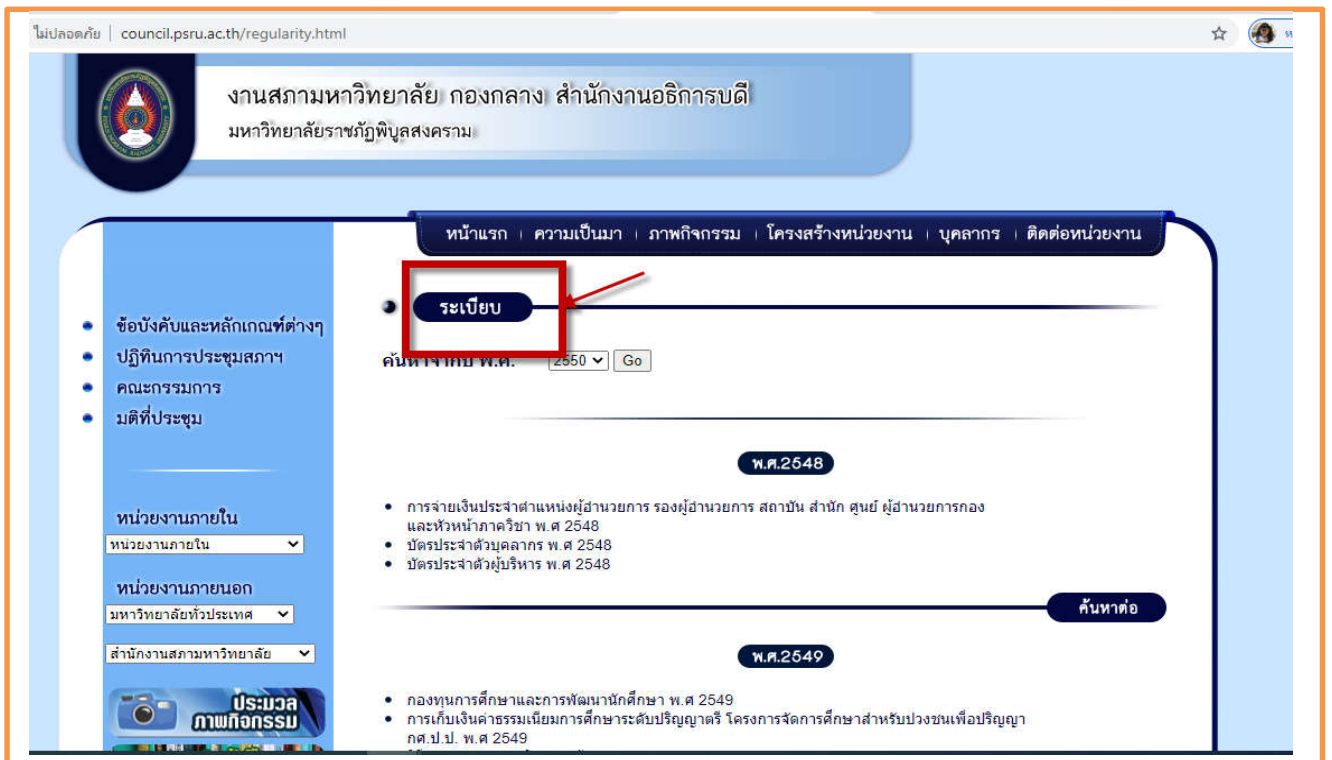 ไม่ปลอดภัย | council.psru.ac.th/regularity.html
งานสภามหาวิทยาลัย กองกลาง สำนักงานอธิการบดี
มหาวิทยาลัยราชภัฏพิบูลสงคราม
หน้าแรก | ความเป็นมา | ภาพกิจกรรม | โครงสร้างหน่วยงาน | บุคลากร | ติดต่อหน่วยงาน
ข้อบังคับและหลักเกณฑ์ต่างๆ
ปฏิทินการประชุมสภาฯ
คณะกรรมการ
มติที่ประชุม
หน่วยงานภายใน
หน่วยงานภายใน
หน่วยงานภายนอก
มหาวิทยาลัยทั่วประเทศ
สำนักงานสภามหาวิทยาลัย
ประมวล
ภาพกิจกรรม
ระเบียบ
ค้นหาจากปี พ.ศ. 2550 Go
พ.ศ.2548
การจ่ายเงินประจำตำแหน่งผู้อำนวยการ รองผู้อำนวยการ สถาบัน สำนัก ศูนย์ ผู้อำนวยการกอง
และหัวหน้าภาควิชา พ.ศ 2548
บัตรประจำตัวบุคลากร พ.ศ 2548
บัตรประจำตัวผู้บริหาร พ.ศ 2548
ค้นหาต่อ
พ.ศ.2549
กองทุนการศึกษาและการพัฒนานักศึกษา พ.ศ 2549
การเก็บเงินค่าธรรมเนียมการศึกษาระดับปริญญาตรี โครงการจัดการศึกษาสำหรับปวงชนเพื่อปริญญา
กศ.ป.ป. พ.ศ 2549